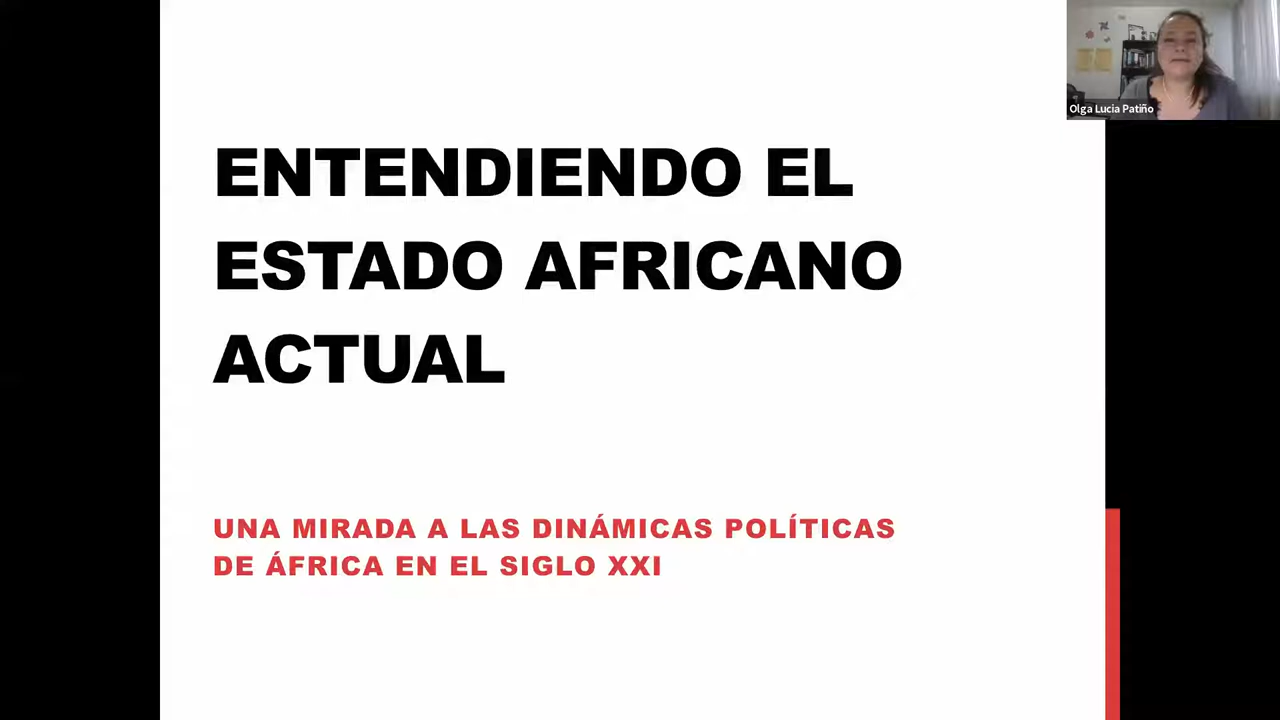 Olga Lucia Patiño
ENTENDIENDO EL
ESTADO AFRICANO
ACTUAL
UNA MIRADA A LAS DINÁMICAS POLÍTICAS
DE ÁFRICA EN EL SIGLO XXI